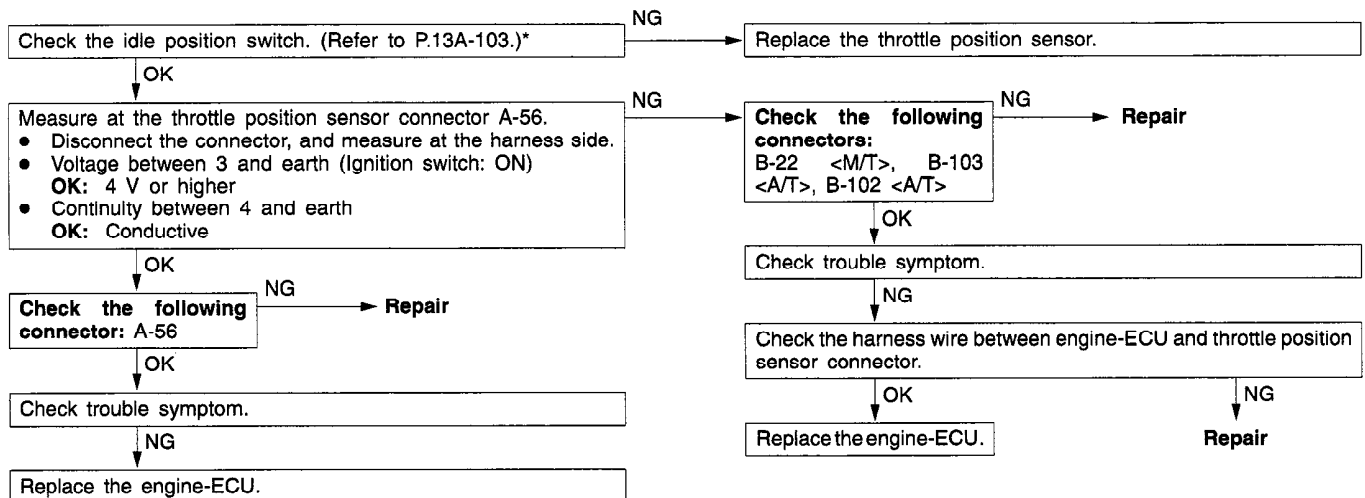 Check the idle position switch. (Refer to P.13A-103.)*
NG
Replace the throttle position sensor.
OK
Measure at the throttle position sensor connector A-56.
● Disconnect the connector, and measure at the harness side.
● Voltage between 3 and earth (Ignition switch: ON)
OK: 4 V or higher
● Continuity between 4 and earth
OK: Conductive
NG
Check the following
connectors:
B-22 <M/T>, B-103
<A/T>, B-102 <A/T>
NG
Repair
OK
Check trouble symptom.
NG
Check the harness wire between engine-ECU and throttle position
sensor connector.
OK
Replace the engine-ECU.
NG
Repair
OK
Check the following
connector: A-56
NG
Repair
OK
Check trouble symptom.
NG
Replace the engine-ECU.